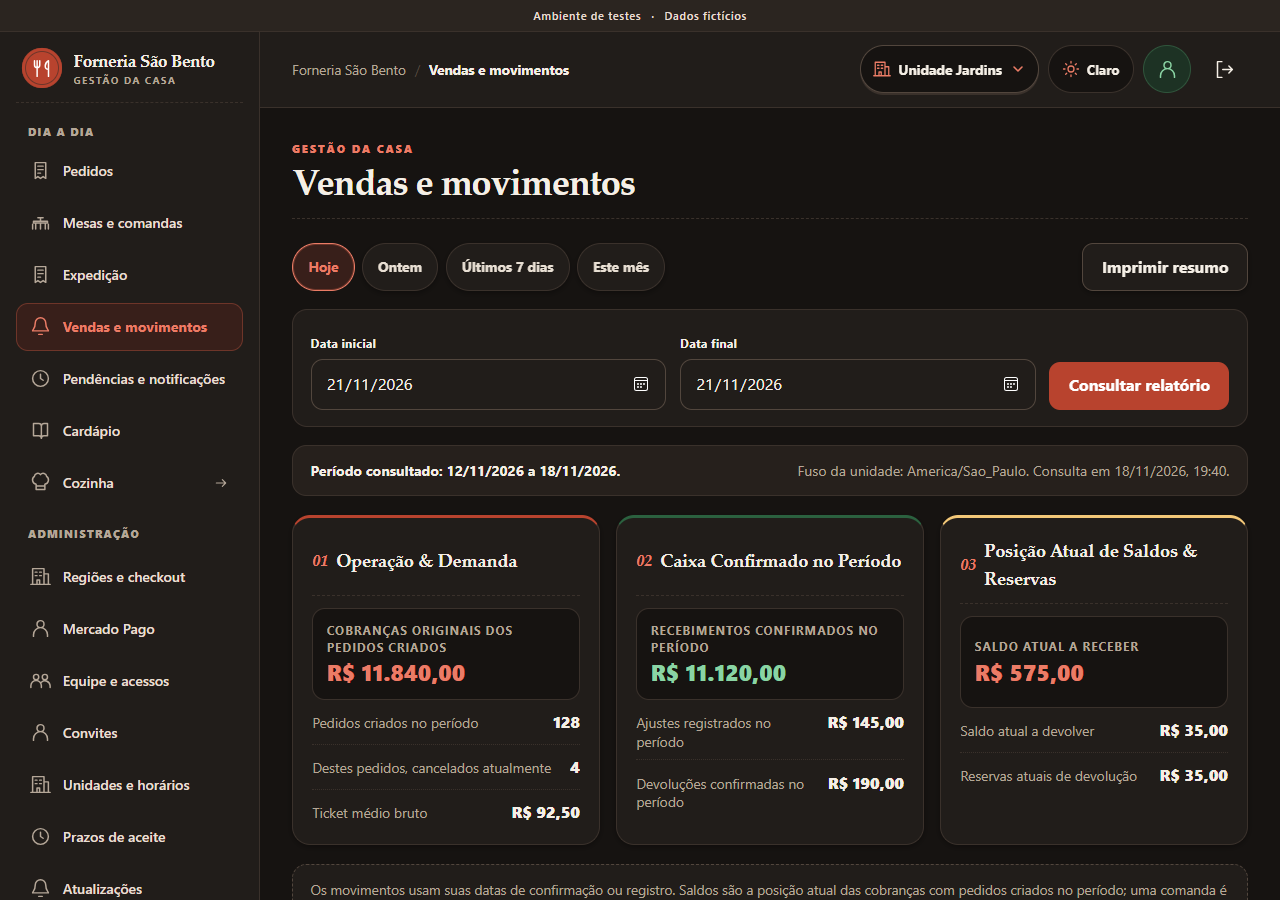 Ambiente de testes · Dados fictícios
Forneria São Bento
GESTÃO DA CASA
DIA A DIA
Pedidos
Mesas e comandas
Expedição
Vendas e movimentos
Pendências e notificações
Cardápio
Cozinha →
ADMINISTRAÇÃO
Regiões e checkout
Mercado Pago
Equipe e acessos
Convites
Unidades e horários
Prazos de aceite
Atualizações
Forneria São Bento / Vendas e movimentos
Unidade Jardins
Claro
GESTÃO DA CASA
Vendas e movimentos
Hoje
Ontem
Últimos 7 dias
Este mês
Imprimir resumo
Data inicial
21/11/2026
Data final
21/11/2026
Consultar relatório
Período consultado: 12/11/2026 a 18/11/2026.
Fuso da unidade: America/Sao_Paulo. Consulta em 18/11/2026, 19:40.
01 Operação & Demanda
COBRANÇAS ORIGINAIS DOS
PEDIDOS CRIADOS
R$ 11.840,00
Pedidos criados no período 128
Destes pedidos, cancelados atualmente 4
Ticket médio bruto R$ 92,50
02 Caixa Confirmado no Período
RECEBIMENTOS CONFIRMADOS NO
PERÍODO
R$ 11.120,00
Ajustes registrados no
período
R$ 145,00
Devoluções confirmadas no
período
R$ 190,00
03 Posição Atual de Saldos &
Reservas
SALDO ATUAL A RECEBER
R$ 575,00
Saldo atual a devolver R$ 35,00
Reservas atuais de devolução R$ 35,00
Os movimentos usam suas datas de confirmação ou registro. Saldos são a posição atual das cobranças com pedidos criados no período; uma comanda é